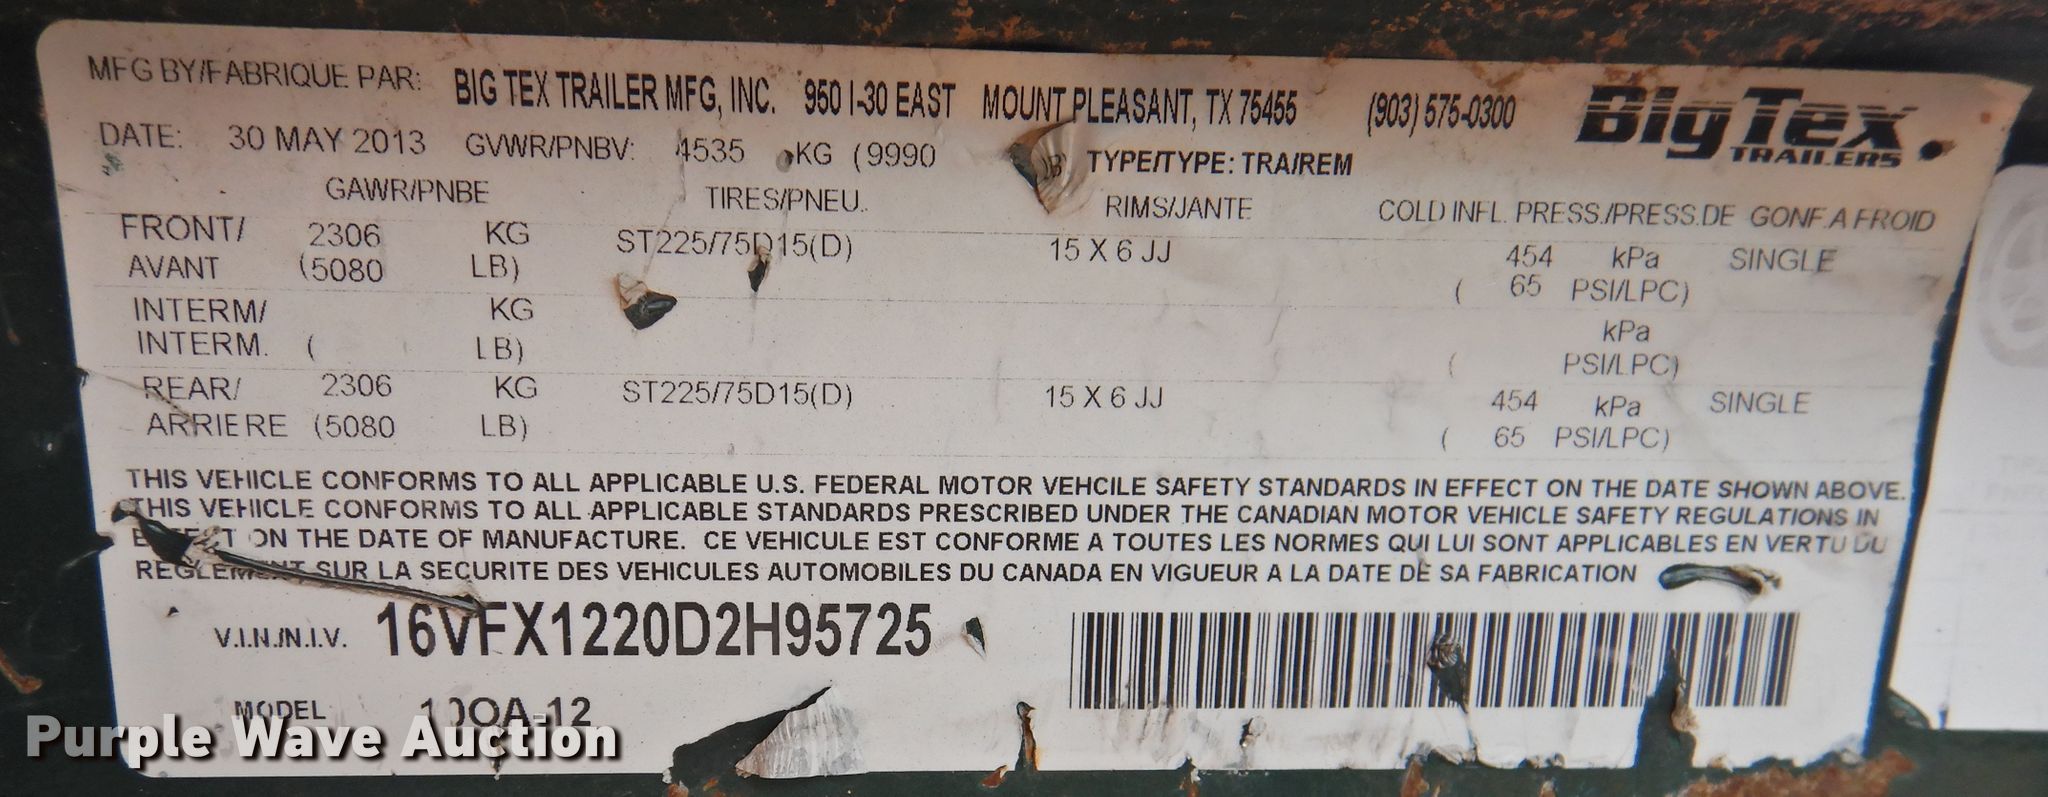 MFG BY/FABRIQUE PAR: BIG TEX TRAILER MFG, INC. 950 I-30 EAST MOUNT PLEASANT, TX 75455 (903) 575-0300 BigTex TRAILERS
DATE: 30 MAY 2013 GVWR/PNBV: 4535 KG (9990 LB) TYPE/TYPE: TRA/REM
GAWR/PNBE TIRES/PNEU. RIMS/JANTE COLD INFL. PRESS./PRESS.DE GONF.A FROID
FRONT/ 2306 KG ST225/75D15(D) 15 X 6 JJ 454 kPa SINGLE
AVANT (5080 LB) ( 65 PSI/LPC)
INTERM/ KG kPa
INTERM. ( LB) ( PSI/LPC)
REAR/ 2306 KG ST225/75D15(D) 15 X 6 JJ 454 kPa SINGLE
ARRIERE (5080 LB) ( 65 PSI/LPC)
THIS VEHICLE CONFORMS TO ALL APPLICABLE U.S. FEDERAL MOTOR VEHCILE SAFETY STANDARDS IN EFFECT ON THE DATE SHOWN ABOVE.
THIS VEHICLE CONFORMS TO ALL APPLICABLE STANDARDS PRESCRIBED UNDER THE CANADIAN MOTOR VEHICLE SAFETY REGULATIONS IN
EFFECT ON THE DATE OF MANUFACTURE. CE VEHICULE EST CONFORME A TOUTES LES NORMES QUI LUI SONT APPLICABLES EN VERTU DU
REGLEMENT SUR LA SECURITE DES VEHICULES AUTOMOBILES DU CANADA EN VIGUEUR A LA DATE DE SA FABRICATION
V.I.N./N.I.V. 16VFX1220D2H95725
MODEL 10OA-12
Purple Wave Auction